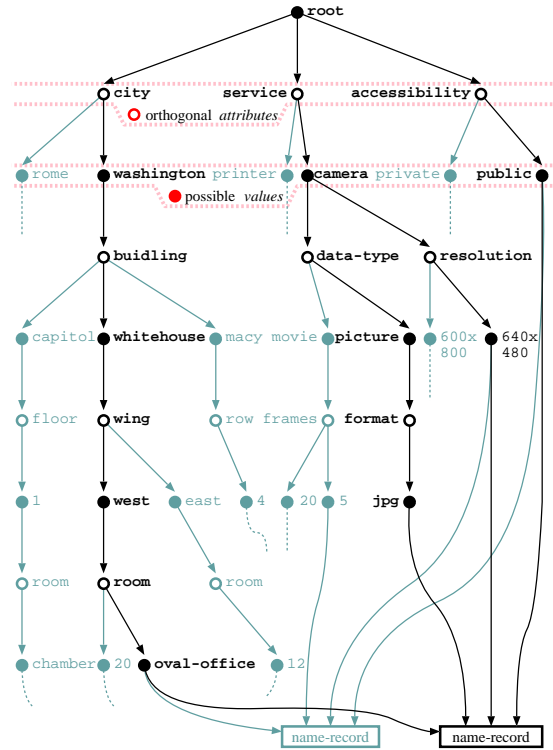 root
city service accessibility
orthogonal attributes
rome washington printer camera private public
possible values
buidling data-type resolution
capitol whitehouse macy movie picture 600x 640x
800 480
floor wing row frames format
1 west east 4 20 5 jpg
room room room
chamber 20 oval-office 12
name-record name-record